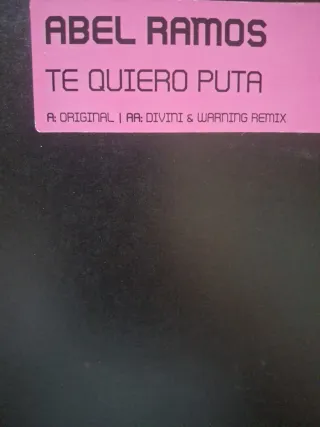 ABEL RAMOS
TE QUIERO PUTA
A: ORIGINAL | AA: DIVINI & WARNING REMIX